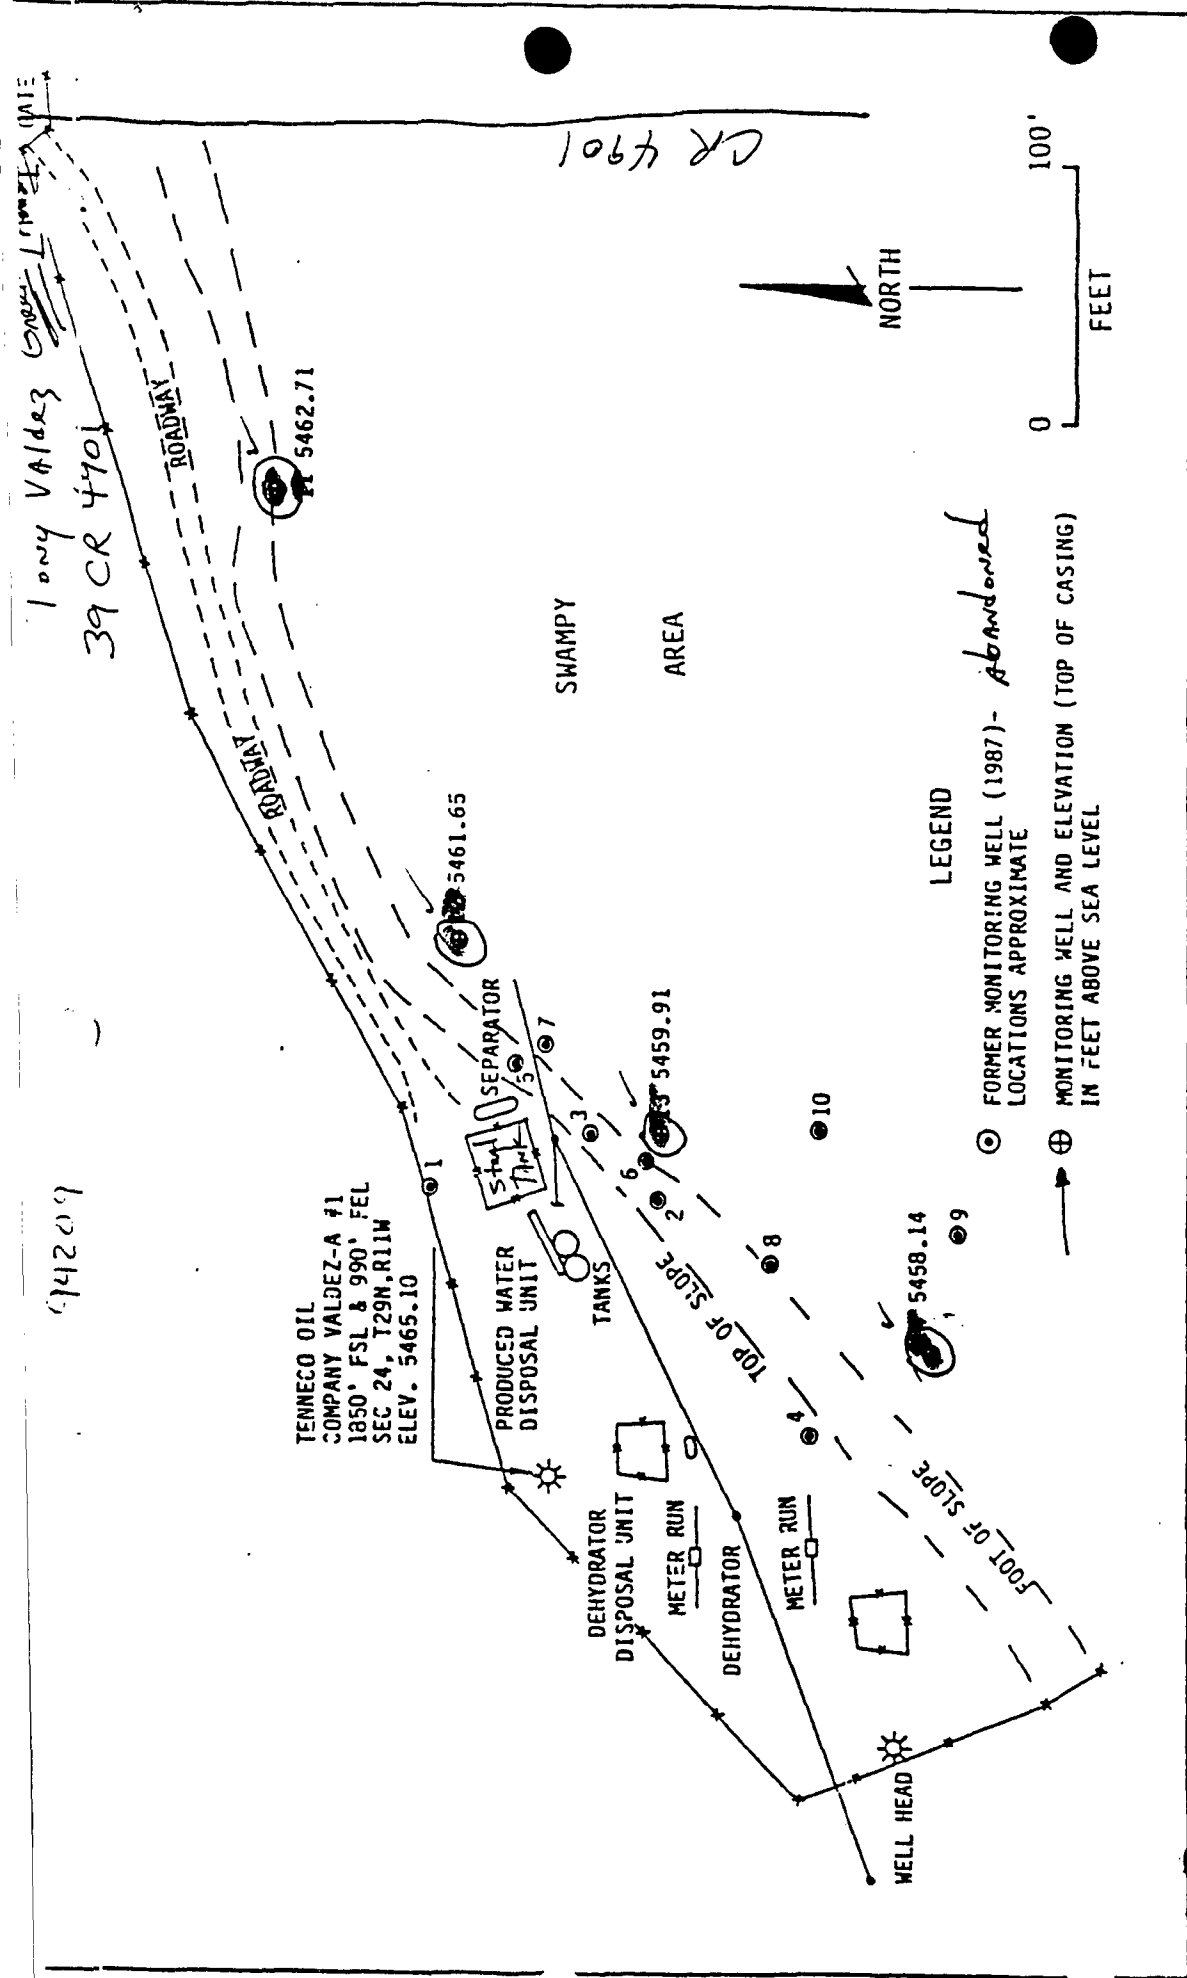 Tony Valdez
39 CR 4901
94209
CR 4901
ROADWAY
ROADWAY
5462.71
5461.65
5459.91
5458.14
SWAMPY
AREA
TENNECO OIL
COMPANY VALDEZ-A #1
1850' FSL & 990' FEL
SEC 24, T29N, R11W
ELEV. 5465.10
1
SEPARATOR
Steel
Tank
5
7
3
6
2
10
8
9
4
PRODUCED WATER
DISPOSAL UNIT
TANKS
TOP OF SLOPE
FOOT OF SLOPE
DEHYDRATOR
DISPOSAL UNIT
METER RUN
DEHYDRATOR
METER RUN
WELL HEAD
NORTH
0 100'
FEET
LEGEND
FORMER MONITORING WELL (1987)- Abandoned
LOCATIONS APPROXIMATE
MONITORING WELL AND ELEVATION (TOP OF CASING)
IN FEET ABOVE SEA LEVEL